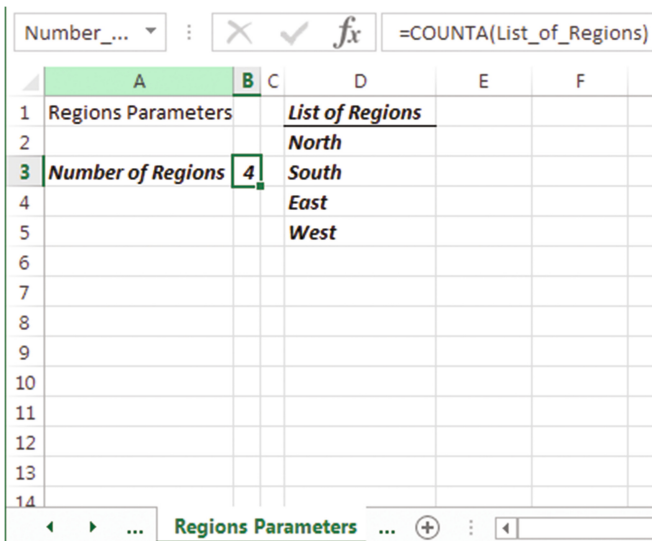 Number_... fx =COUNTA(List_of_Regions)
A B C D E F
1 Regions Parameters List of Regions
2 North
3 Number of Regions 4 South
4 East
5 West
6
7
8
9
10
11
12
13
14
... Regions Parameters ...